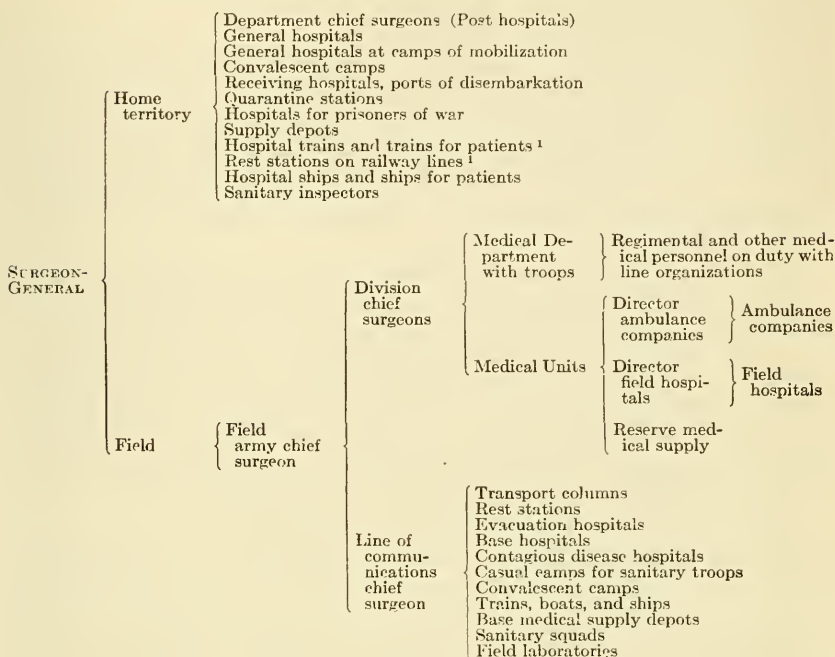 Department chief surgeons (Post hospitals)
General hospitals
General hospitals at camps of mobilization
Convalescent camps
Receiving hospitals, ports of disembarkation
Quarantine stations
Hospitals for prisoners of war
Supply depots
Hospital trains and trains for patients ¹
Rest stations on railway lines ¹
Hospital ships and ships for patients
Sanitary inspectors
Home
territory
SURGEON-
GENERAL
Field
Field
army chief
surgeon
Division
chief
surgeons
Medical De-
partment
with troops
Regimental and other med-
ical personnel on duty with
line organizations
Medical Units
Director
ambulance
companies
Ambulance
companies
Director
field hospi-
tals
Field
hospitals
Reserve med-
ical supply
Line of
commu-
nications
chief
surgeon
Transport columns
Rest stations
Evacuation hospitals
Base hospitals
Contagious disease hospitals
Casual camps for sanitary troops
Convalescent camps
Trains, boats, and ships
Base medical supply depots
Sanitary squads
Field laboratories